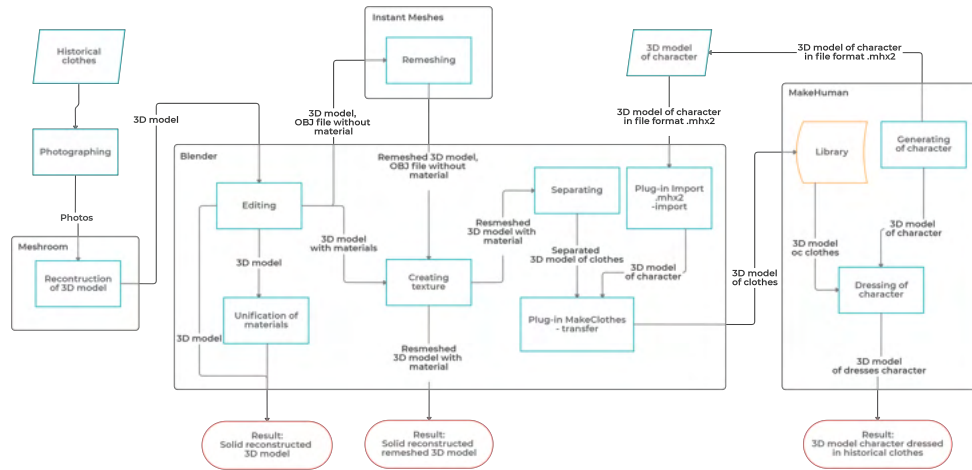 Instant Meshes
Remeshing
Historical
clothes
3D model
of character
3D model of character
in file format .mhx2
MakeHuman
3D model
3D model,
OBJ file without
material
3D model of character
in file format .mhx2
Photographing
Library
Generating
of character
Blender
Remeshed 3D model,
OBJ file without
material
Separating
Plug-in Import
.mhx2
-import
Editing
Photos
Resmeshed
3D model with
material
3D model
of character
Meshroom
3D model
with materials
3D model
oc clothes
Reconstruction
of 3D model
3D model
Separated
3D model of clothes
3D model
of character
3D model
of clothes
Creating
texture
Dressing of
character
Unification of
materials
Plug-in MakeClothes
- transfer
3D model
Resmeshed
3D model with
material
3D model
of dresses character
Result:
Solid reconstructed
3D model
Result:
Solid reconstructed
remeshed 3D model
Result:
3D model character dressed
in historical clothes